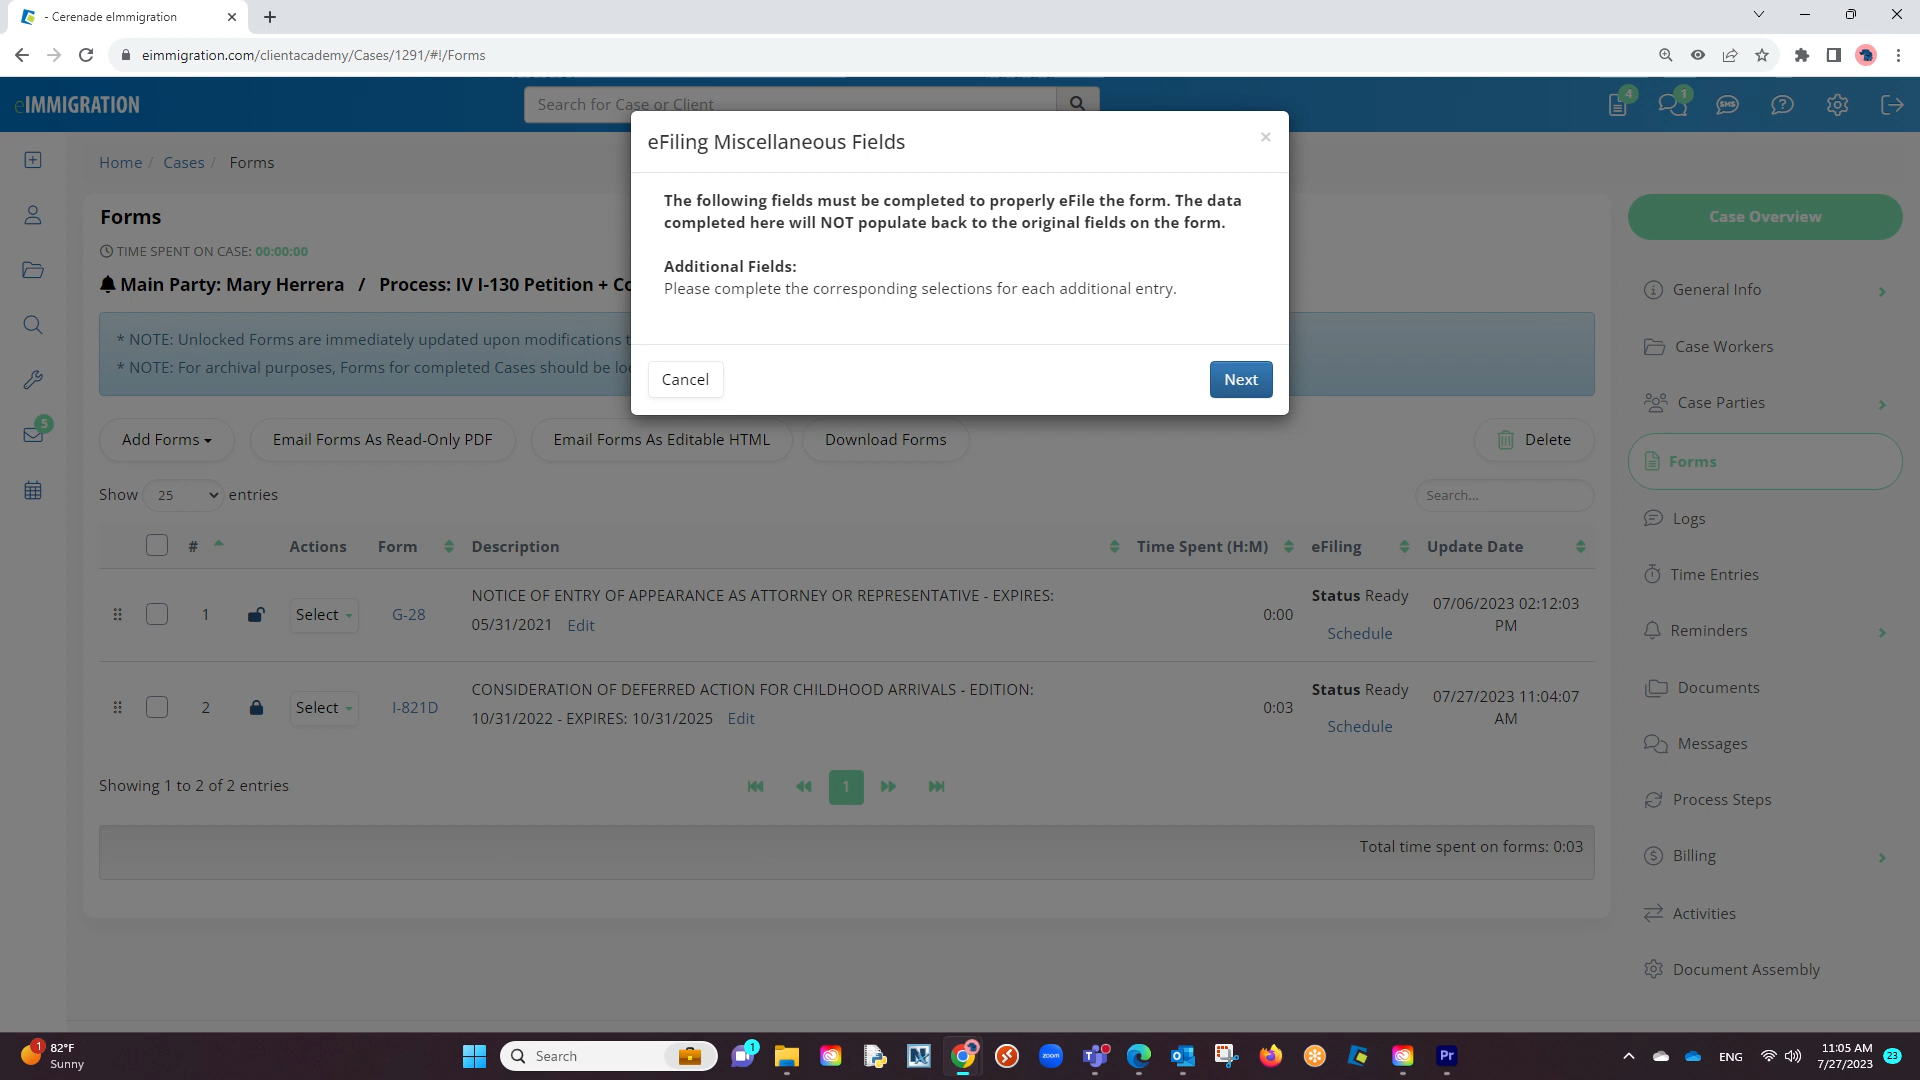 - Cerenade eImmigration
eimmigration.com/clientacademy/Cases/1291/#!/Forms
eIMMIGRATION
Search for Case or Client
4
1
SMS
Home / Cases / Forms
Forms
TIME SPENT ON CASE: 00:00:00
Main Party: Mary Herrera / Process: IV I-130 Petition + Co
* NOTE: Unlocked Forms are immediately updated upon modifications
* NOTE: For archival purposes, Forms for completed Cases should be
eFiling Miscellaneous Fields
×
The following fields must be completed to properly eFile the form. The data
completed here will NOT populate back to the original fields on the form.
Additional Fields:
Please complete the corresponding selections for each additional entry.
Cancel
Next
Add Forms
Email Forms As Read-Only PDF
Email Forms As Editable HTML
Download Forms
Delete
5
Show 25 entries
Search...
# Actions Form Description Time Spent (H:M) eFiling Update Date
1 Select G-28 NOTICE OF ENTRY OF APPEARANCE AS ATTORNEY OR REPRESENTATIVE - EXPIRES:
05/31/2021 Edit
0:00
Status Ready
Schedule
07/06/2023 02:12:03
PM
2 Select I-821D CONSIDERATION OF DEFERRED ACTION FOR CHILDHOOD ARRIVALS - EDITION:
10/31/2022 - EXPIRES: 10/31/2025 Edit
0:03
Status Ready
Schedule
07/27/2023 11:04:07
AM
Showing 1 to 2 of 2 entries
1
Total time spent on forms: 0:03
Case Overview
General Info
Case Workers
Case Parties
Forms
Logs
Time Entries
Reminders
Documents
Messages
Process Steps
Billing
Activities
Document Assembly
1
82°F
Sunny
Search
1
zoom
Pr
ENG
11:05 AM
7/27/2023
23